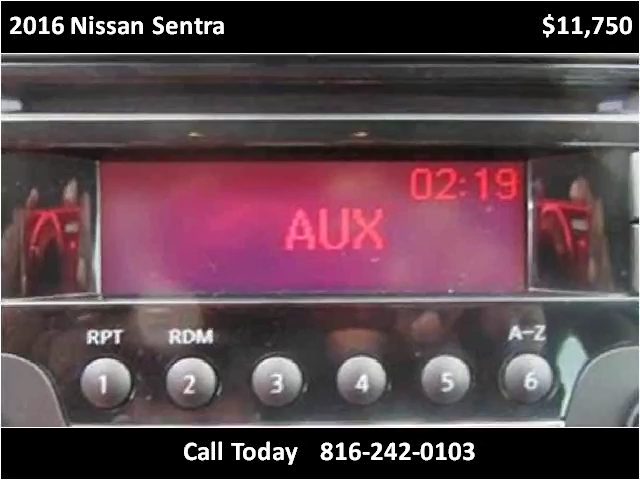 2016 Nissan Sentra $11,750
02:19
AUX
RPT RDM A-Z
1 2 3 4 5 6
Call Today 816-242-0103